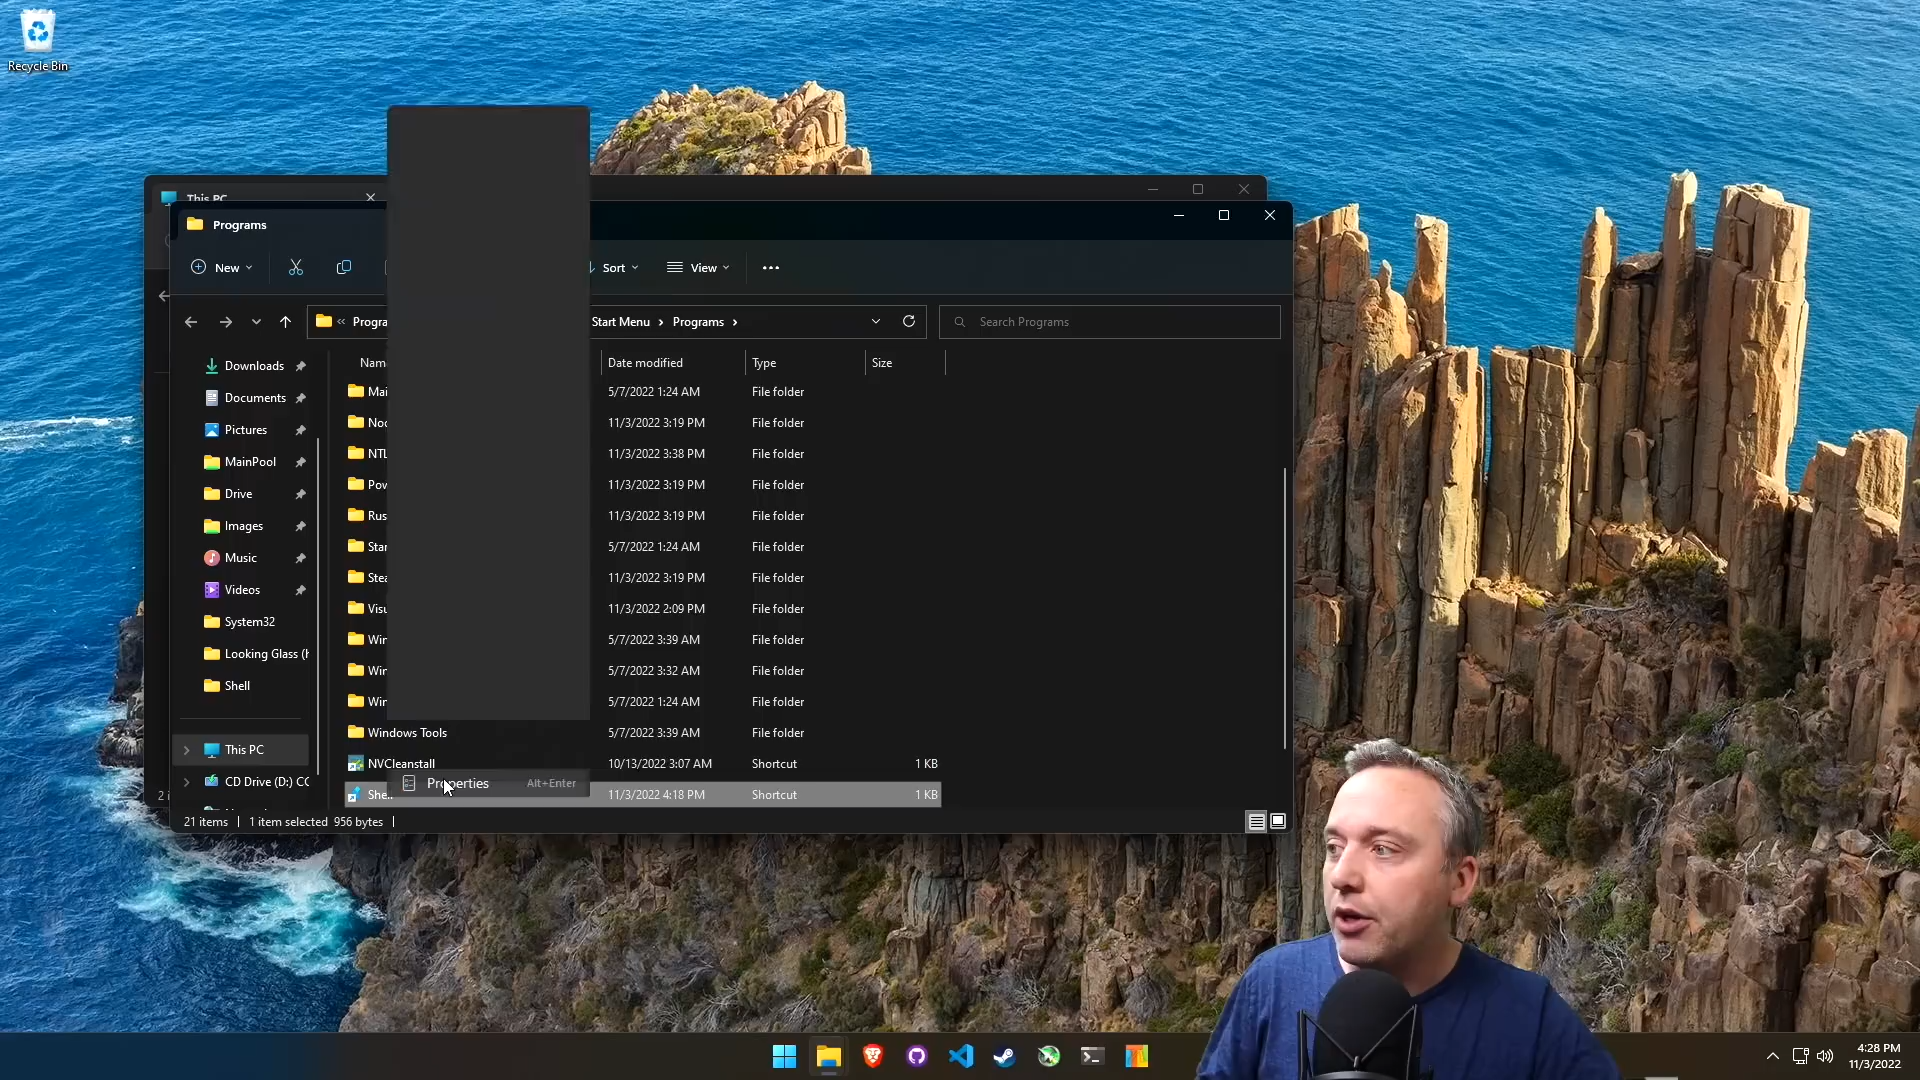 Recycle Bin
This PC
Programs
New
Sort
View
Progra
Start Menu
Programs
Search Programs
Downloads
Documents
Pictures
MainPool
Drive
Images
Music
Videos
System32
Looking Glass (
Shell
This PC
CD Drive (D:) CC
Date modified
Type
Size
Mai 5/7/2022 1:24 AM File folder
Noc 11/3/2022 3:19 PM File folder
NTL 11/3/2022 3:38 PM File folder
Pow 11/3/2022 3:19 PM File folder
Rus 11/3/2022 3:19 PM File folder
Star 5/7/2022 1:24 AM File folder
Stea 11/3/2022 3:19 PM File folder
Visu 11/3/2022 2:09 PM File folder
Win 5/7/2022 3:39 AM File folder
Win 5/7/2022 3:32 AM File folder
Win 5/7/2022 1:24 AM File folder
Windows Tools 5/7/2022 3:39 AM File folder
NVCleanstall 10/13/2022 3:07 AM Shortcut 1 KB
Properties Alt+Enter
Shell 11/3/2022 4:18 PM Shortcut 1 KB
21 items 1 item selected 956 bytes
4:28 PM
11/3/2022